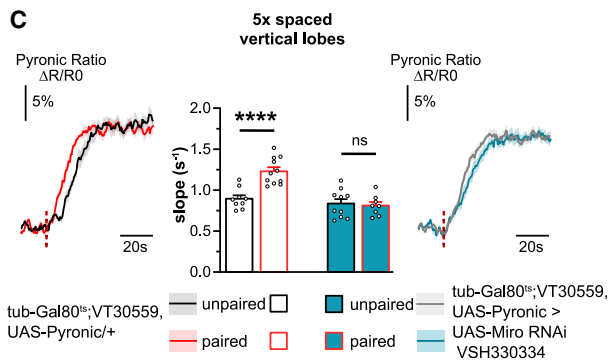 C
5x spaced
vertical lobes
Pyronic Ratio
ΔR/R0
5%
20s
slope (s⁻¹)
2.0
1.5
1.0
0.5
0.0
****
ns
Pyronic Ratio
ΔR/R0
5%
20s
tub-Gal80ᵗˢ;VT30559,
UAS-Pyronic/+
unpaired
paired
unpaired
paired
tub-Gal80ᵗˢ;VT30559,
UAS-Pyronic >
UAS-Miro RNAi
VSH330334